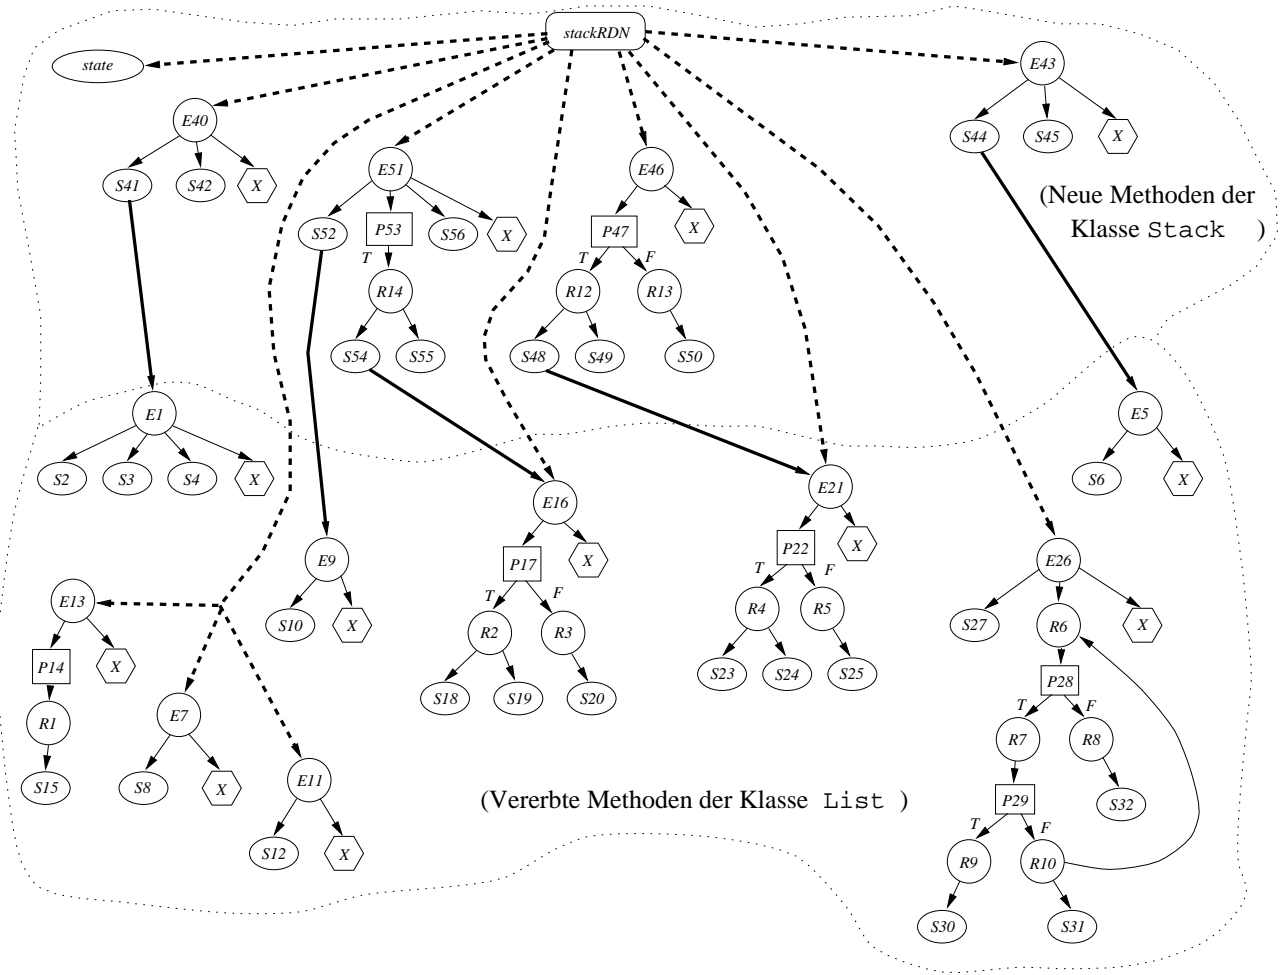 stackRDN
state
E43
E40
S44 S45 X
E51 E46
S41 S42 X
(Neue Methoden der
Klasse Stack )
S52 P53 S56 X
P47 X
T
T F
R14
R12 R13
S54 S55
S48 S49 S50
E1
E5
S2 S3 S4 X
S6 X
E16
E21
E9
P17 X
P22 X
E26
T F
T F
E13
S10 X
R2 R3
R4 R5
S27 R6 X
P14 X
S18 S19 S20
S23 S24 S25
P28
T F
R1
E7
R7 R8
S15
S8 X
E11
(Vererbte Methoden der Klasse List )
P29
S32
T F
S12 X
R9 R10
S30 S31